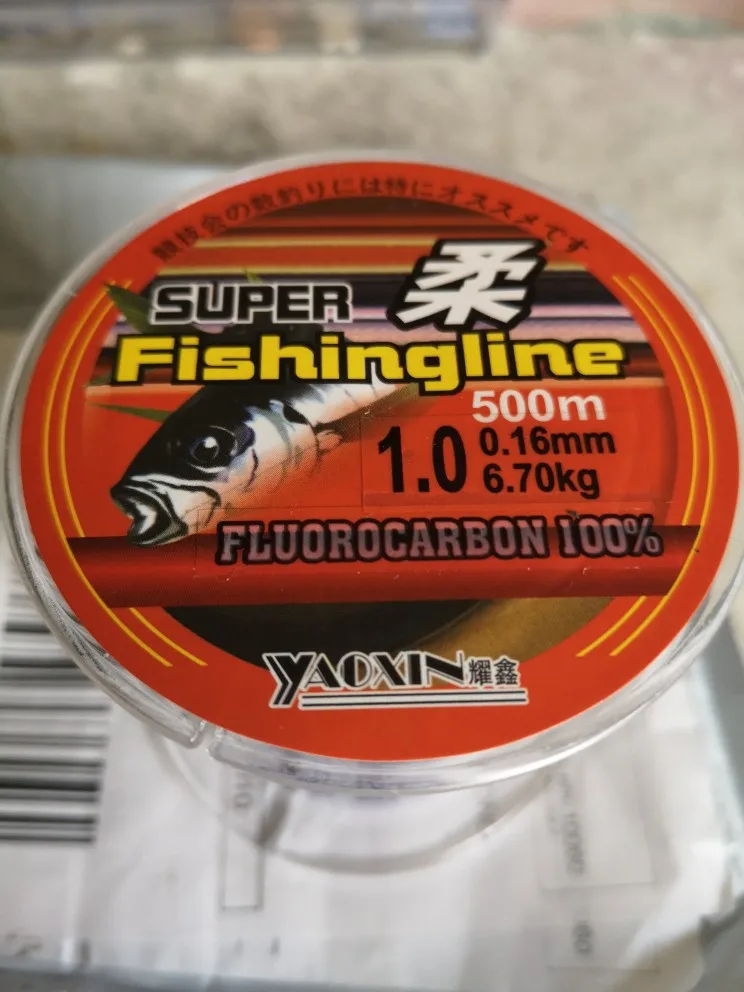 競技会の数釣りには特にオススメです
SUPER 柔
Fishingline
500m
1.0 0.16mm
6.70kg
FLUOROCARBON 100%
YAOXIN 耀鑫